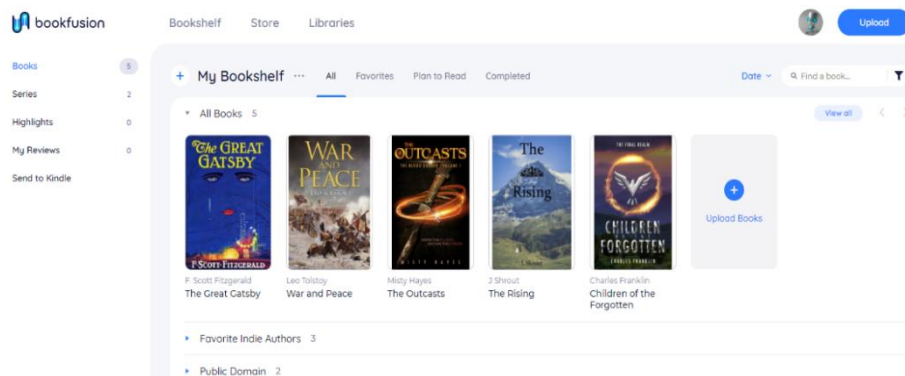 bookfusion
Bookshelf Store Libraries
Upload
Books 5
Series 2
Highlights 0
My Reviews 0
Send to Kindle
+ My Bookshelf ... All Favorites Plan to Read Completed
Date
Find a book...
All Books 5
View all
The GREAT
GATSBY
F. SCOTT FITZGERALD
WAR
AND
PEACE
THE
OUTCASTS
MISTY HAYES
The
Rising
J Shrout
THE FINAL REALM
CHILDREN
OF THE
FORGOTTEN
CHARLES FRANKLIN
+
Upload Books
F. Scott Fitzgerald
The Great Gatsby
Leo Tolstoy
War and Peace
Misty Hayes
The Outcasts
J Shrout
The Rising
Charles Franklin
Children of the
Forgotten
Favorite Indie Authors 3
Public Domain 2